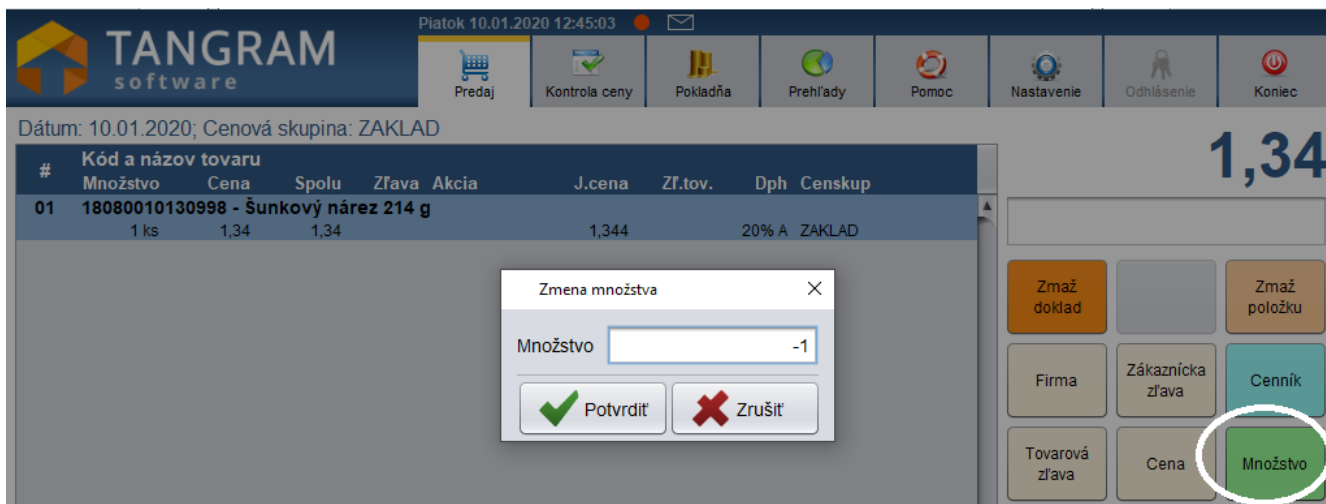 Piatok 10.01.2020 12:45:03
TANGRAM
software
Predaj
Kontrola ceny
Pokladňa
Prehľady
Pomoc
Nastavenie
Odhlásenie
Koniec
Dátum: 10.01.2020; Cenová skupina: ZAKLAD
1,34
# Kód a názov tovaru
Množstvo Cena Spolu Zľava Akcia J.cena Zľ.tov. Dph Censkup
01 18080010130998 - Šunkový nárez 214 g
1 ks 1,34 1,34 1,344 20% A ZAKLAD
Zmena množstva
Množstvo -1
Potvrdiť Zrušiť
Zmaž
doklad
Zmaž
položku
Firma
Zákaznícka
zľava
Cenník
Tovarová
zľava
Cena
Množstvo